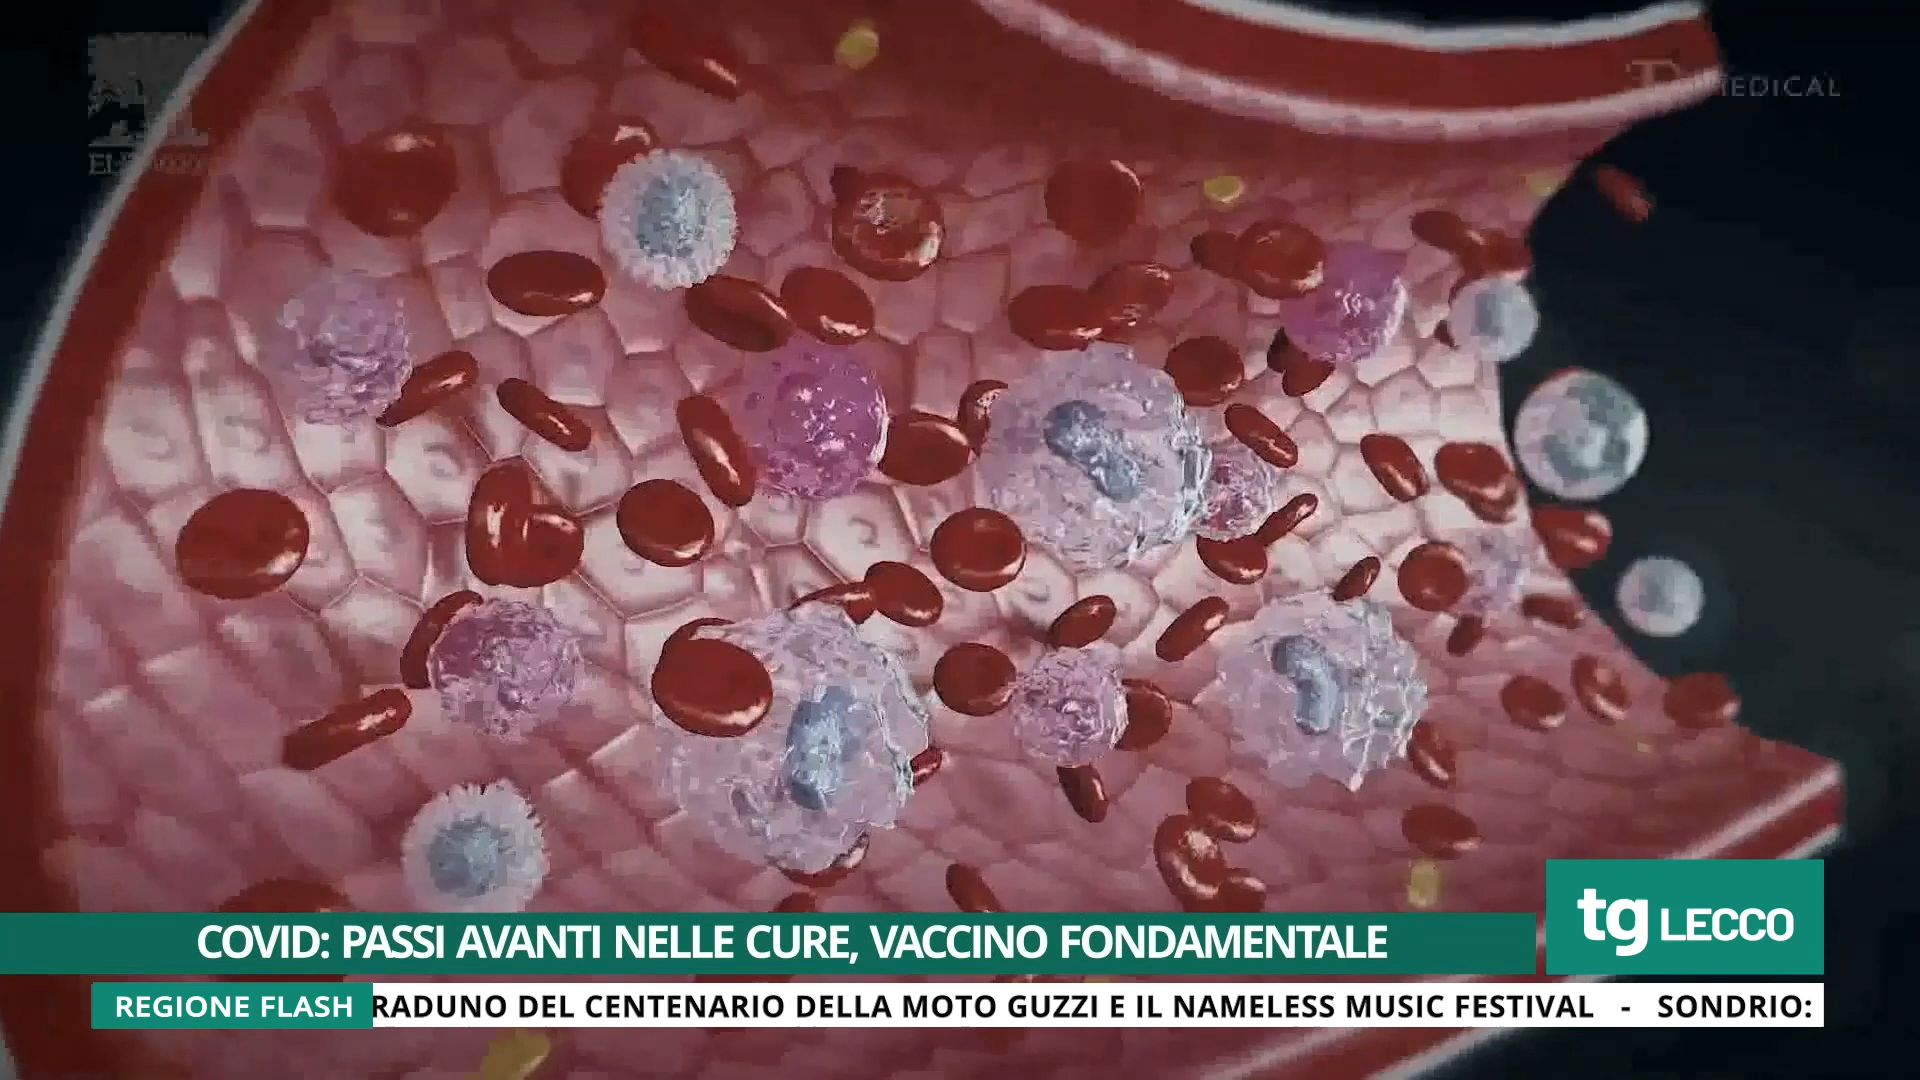 COVID: PASSI AVANTI NELLE CURE, VACCINO FONDAMENTALE
tg LECCO
REGIONE FLASH
RADUNO DEL CENTENARIO DELLA MOTO GUZZI E IL NAMELESS MUSIC FESTIVAL - SONDRIO: